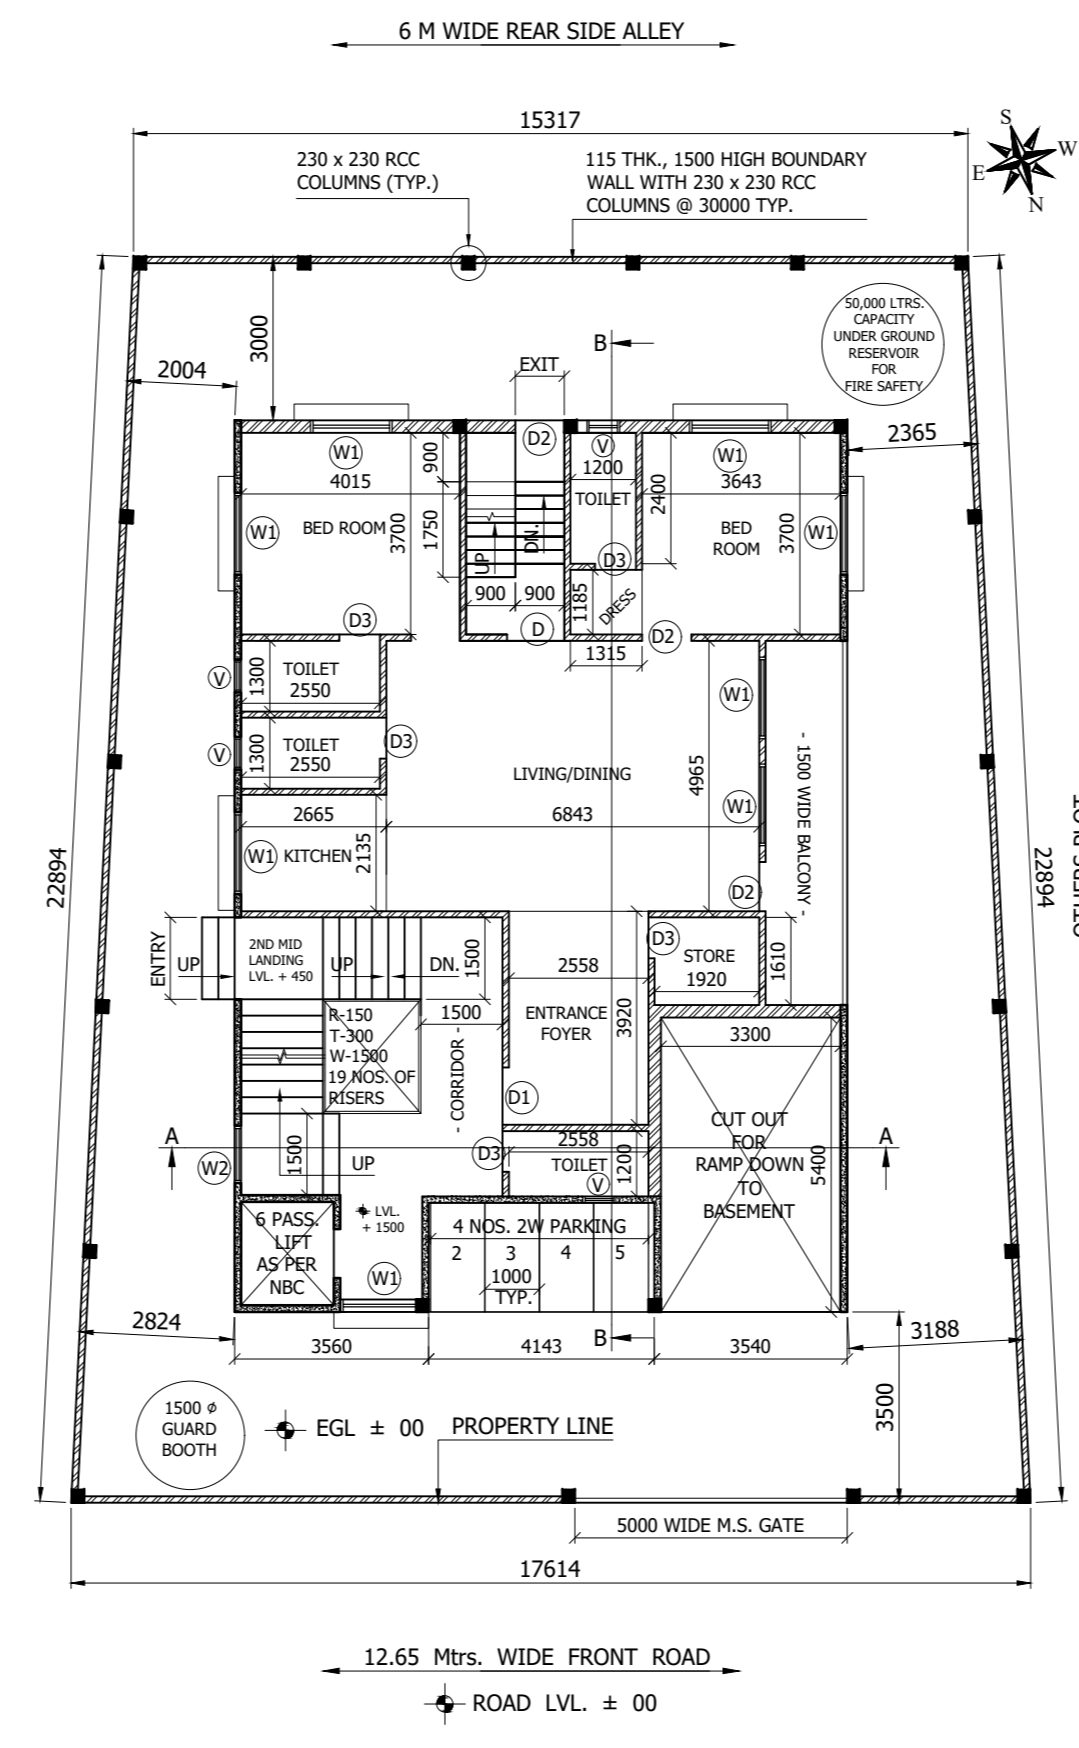 6 M WIDE REAR SIDE ALLEY
15317
S
W
E
N
230 x 230 RCC
COLUMNS (TYP.)
115 THK., 1500 HIGH BOUNDARY
WALL WITH 230 x 230 RCC
COLUMNS @ 30000 TYP.
50,000 LTRS.
CAPACITY
UNDER GROUND
RESERVOIR
FOR
FIRE SAFETY
3000
2004
B
EXIT
2365
D2
V
W1
4015
900
1200
TOILET
2400
W1
3643
W1
BED ROOM
3700
1750
UP
DN.
BED
ROOM
3700
W1
D3
900
900
1185
DRESS
D3
D
D2
1315
V
1300
TOILET
2550
W1
V
1300
TOILET
2550
D3
LIVING/DINING
4965
W1
- 1500 WIDE BALCONY -
2665
6843
W1
KITCHEN
2135
D2
22894
22894
ENTRY
UP
2ND MID
LANDING
LVL. + 450
UP
DN.
1500
2558
D3
STORE
1920
1610
R-150
T-300
W-1500
19 NOS. OF
RISERS
1500
- CORRIDOR -
ENTRANCE
FOYER
3920
3300
D1
A
W2
1500
UP
D3
2558
TOILET
1200
V
CUT OUT
FOR
RAMP DOWN
TO
BASEMENT
5400
A
6 PASS.
LIFT
AS PER
NBC
LVL.
+ 1500
W1
4 NOS. 2W PARKING
2
3
4
5
1000
TYP.
2824
3560
4143
B
3540
3188
3500
1500 ⌀
GUARD
BOOTH
EGL ± 00
PROPERTY LINE
5000 WIDE M.S. GATE
17614
12.65 Mtrs. WIDE FRONT ROAD
ROAD LVL. ± 00